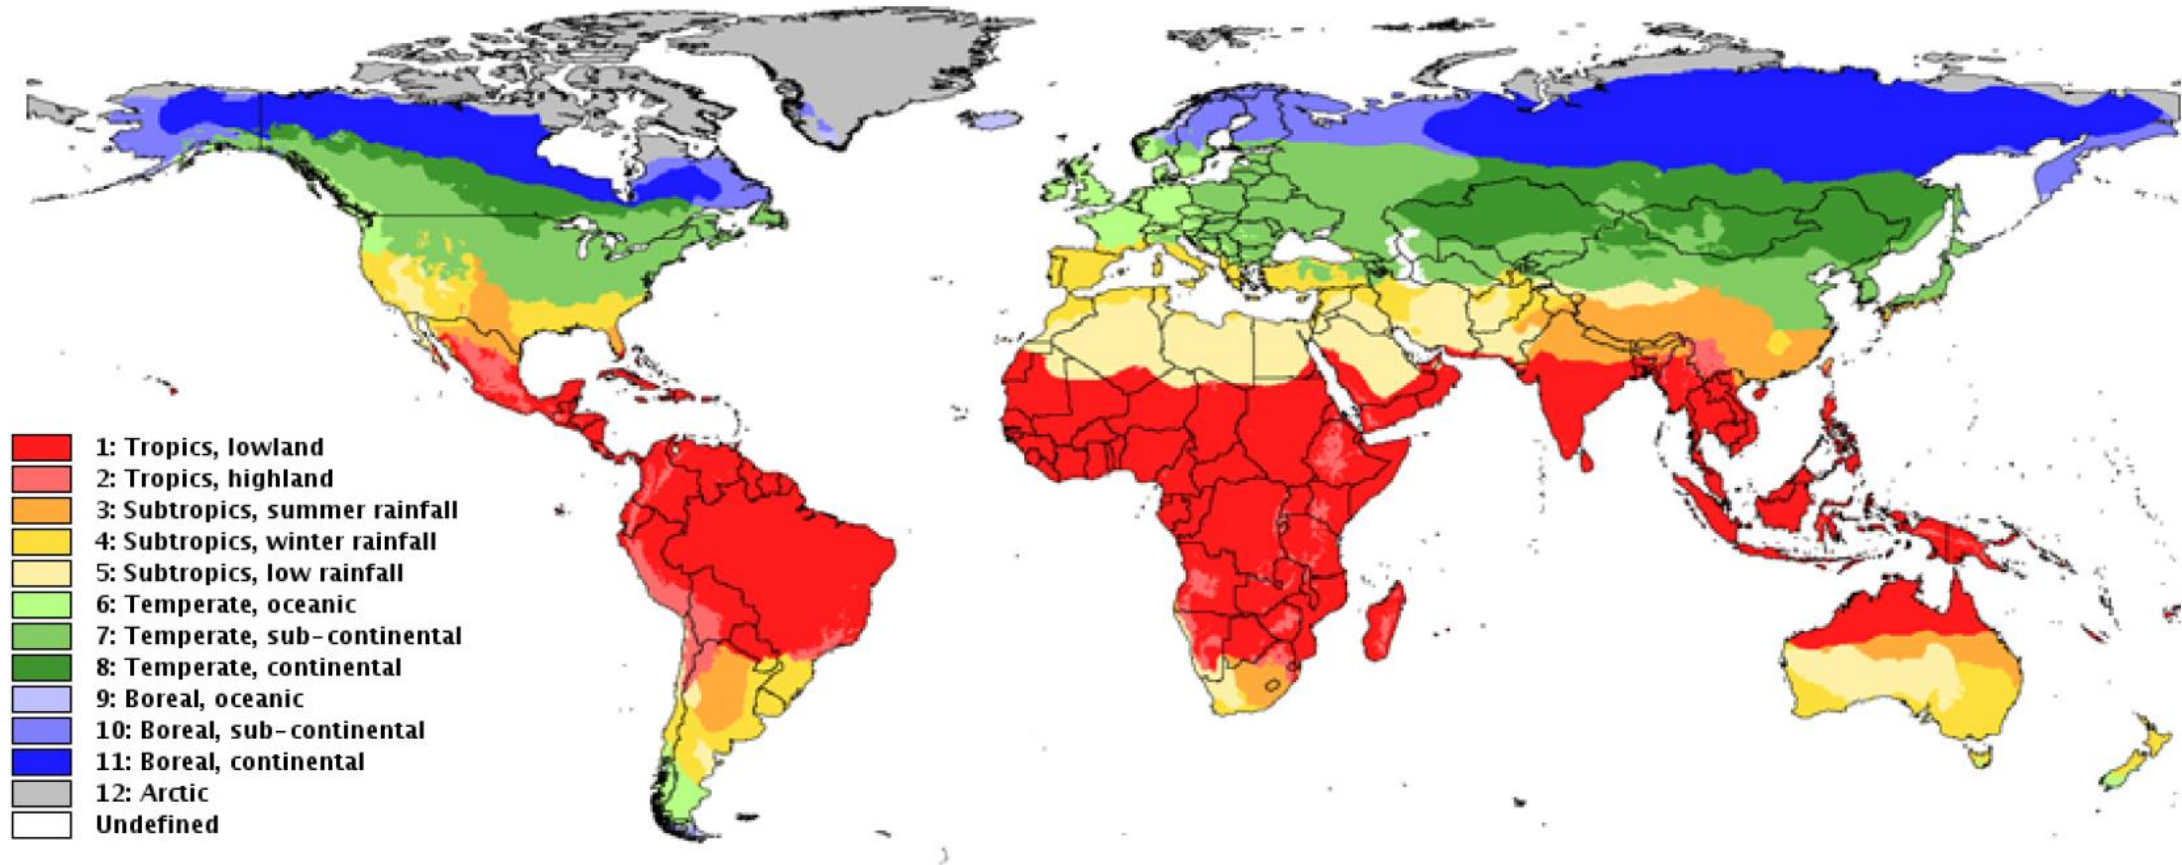 1: Tropics, lowland
2: Tropics, highland
3: Subtropics, summer rainfall
4: Subtropics, winter rainfall
5: Subtropics, low rainfall
6: Temperate, oceanic
7: Temperate, sub-continental
8: Temperate, continental
9: Boreal, oceanic
10: Boreal, sub-continental
11: Boreal, continental
12: Arctic
Undefined